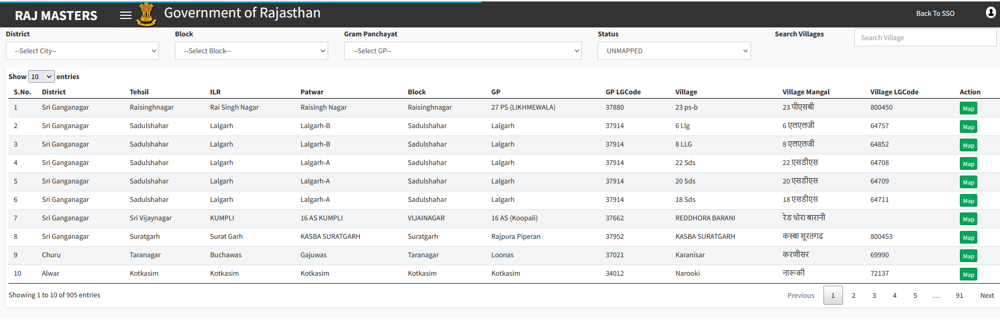 RAJ MASTERS Government of Rajasthan Back To SSO
District Block Gram Panchayat Status Search Villages Search Village
--Select City-- --Select Block-- --Select GP-- UNMAPPED
Show 10 entries
S.No. District Tehsil ILR Patwar Block GP GP LGCode Village Village Mangal Village LGCode Action
1 Sri Ganganagar Raisinghnagar Rai Singh Nagar Raisingh Nagar Raisinghnagar 27 PS (LIKHMEWALA) 37880 23 ps-b 23 पीएसबी 800450 Map
2 Sri Ganganagar Sadulshahar Lalgarh Lalgarh-B Sadulshahar Lalgarh 37914 6 Llg 6 एलएलजी 64757 Map
3 Sri Ganganagar Sadulshahar Lalgarh Lalgarh-B Sadulshahar Lalgarh 37914 8 LLG 8 एलएलजी 64852 Map
4 Sri Ganganagar Sadulshahar Lalgarh Lalgarh-A Sadulshahar Lalgarh 37914 22 Sds 22 एसडीएस 64708 Map
5 Sri Ganganagar Sadulshahar Lalgarh Lalgarh-A Sadulshahar Lalgarh 37914 20 Sds 20 एसडीएस 64709 Map
6 Sri Ganganagar Sadulshahar Lalgarh Lalgarh-A Sadulshahar Lalgarh 37914 18 Sds 18 एसडीएस 64711 Map
7 Sri Ganganagar Sri Vijaynagar KUMPLI 16 AS KUMPLI VIJAINAGAR 16 AS (Koopali) 37662 REDDHORA BARANI रेड धोरा बारानी Map
8 Sri Ganganagar Suratgarh Surat Garh KASBA SURATGARH Suratgarh Rajpura Piperan 37952 KASBA SURATGARH कस्बा सूरतगढ 800453 Map
9 Churu Taranagar Buchawas Gajuwas Taranagar Loonas 37021 Karanisar करणीसर 69990 Map
10 Alwar Kotkasim Kotkasim Kotkasim Kotkasim Kotkasim 34012 Narooki नारूकी 72137 Map
Showing 1 to 10 of 905 entries Previous 1 2 3 4 5 … 91 Next